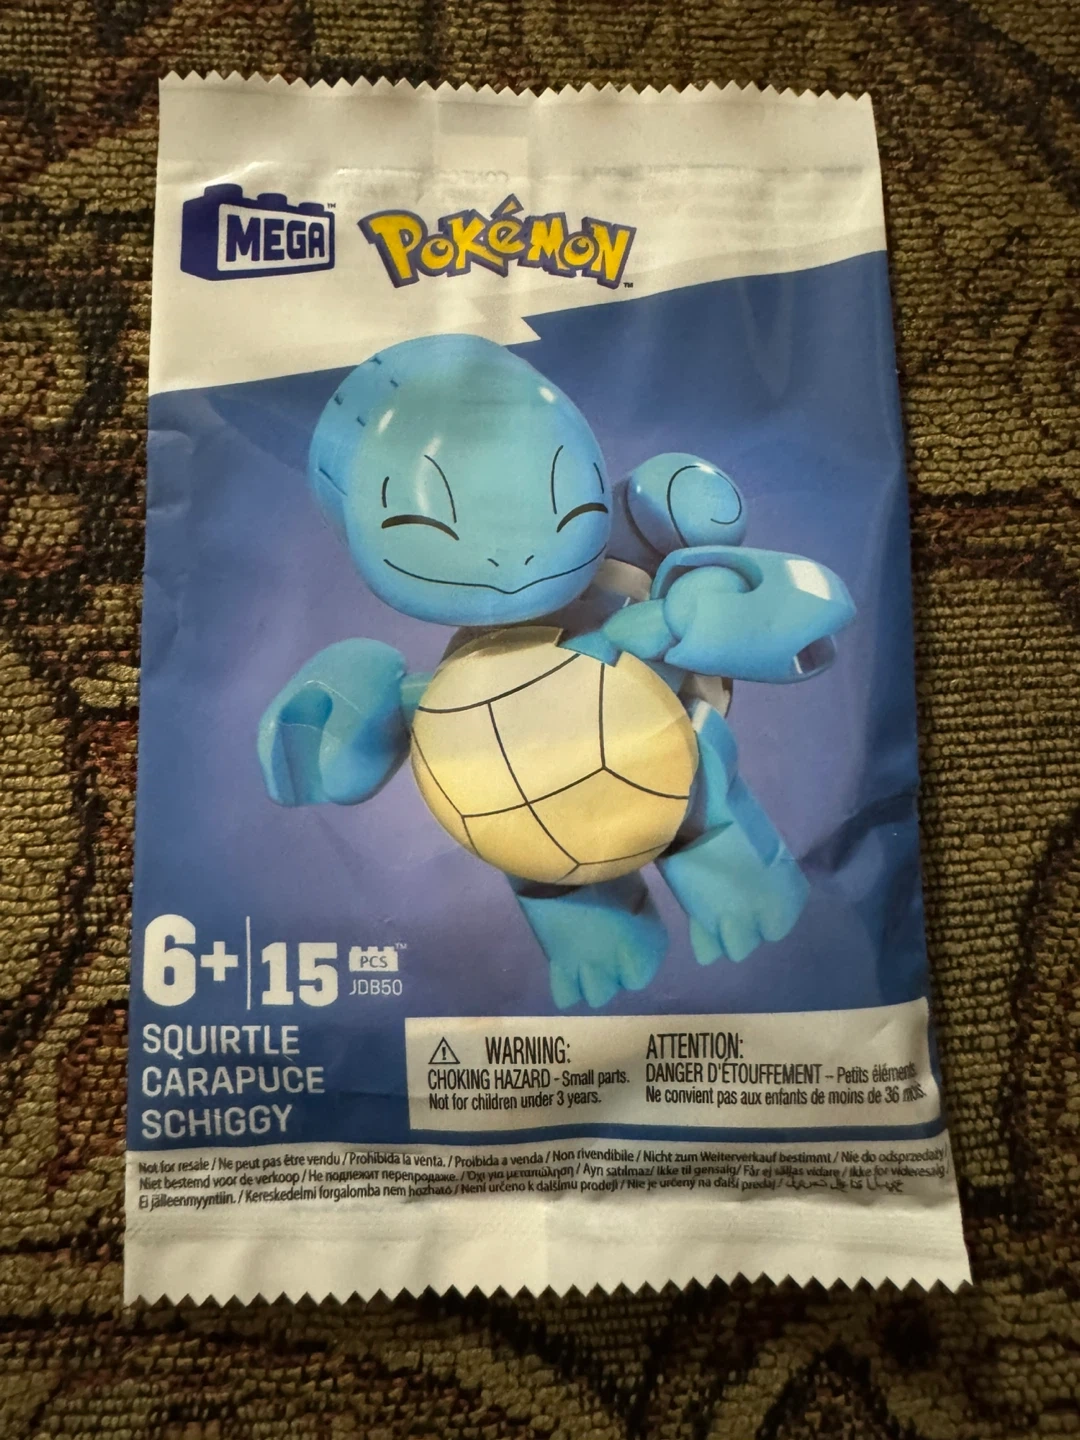 MEGA™
POKéMON™
6+ 15 PCS™
JDB50
SQUIRTLE
CARAPUCE
SCHIGGY
WARNING:
CHOKING HAZARD - Small parts.
Not for children under 3 years.
ATTENTION:
DANGER D'ÉTOUFFEMENT – Petits éléments.
Ne convient pas aux enfants de moins de 36 mois.
Not for resale / Ne peut pas être vendu / Prohibida la venta. / Proibida a venda / Non rivendibile / Nicht zum Weiterverkauf bestimmt / Nie do odsprzedaży/
Niet bestemd voor de verkoop / Не подлежит перепродаже. / Όχι για μεταπώληση / Ayrı satılmaz/ Ikke til gensalg/ Får ej säljas vidare / Ikke for videresalg/
Ei jälleenmyyntiin. / Kereskedelmi forgalomba nem hozható / Není určeno k dalšímu prodeji / Nie je určený na ďalší predaj /